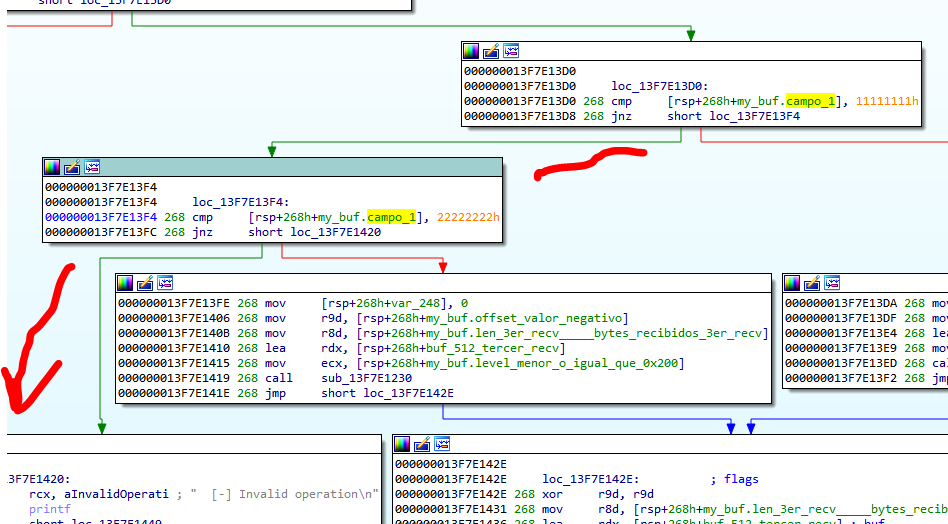 short loc_13F7E13D0
000000013F7E13D0
000000013F7E13D0 loc_13F7E13D0:
000000013F7E13D0 268 cmp [rsp+268h+my_buf.campo_1], 11111111h
000000013F7E13D8 268 jnz short loc_13F7E13F4
000000013F7E13F4
000000013F7E13F4 loc_13F7E13F4:
000000013F7E13F4 268 cmp [rsp+268h+my_buf.campo_1], 22222222h
000000013F7E13FC 268 jnz short loc_13F7E1420
000000013F7E13FE 268 mov [rsp+268h+var_248], 0
000000013F7E1406 268 mov r9d, [rsp+268h+my_buf.offset_valor_negativo]
000000013F7E140B 268 mov r8d, [rsp+268h+my_buf.len_3er_recv_____bytes_recibidos_3er_recv]
000000013F7E1410 268 lea rdx, [rsp+268h+buf_512_tercer_recv]
000000013F7E1415 268 mov ecx, [rsp+268h+my_buf.level_menor_o_igual_que_0x200]
000000013F7E1419 268 call sub_13F7E1230
000000013F7E141E 268 jmp short loc_13F7E142E
000000013F7E13DA 268 mov
000000013F7E13DF 268 mov
000000013F7E13E4 268 lea
000000013F7E13E9 268 mov
000000013F7E13ED 268 cal
000000013F7E13F2 268 jmp
.3F7E1420:
rcx, aInvalidOperati ; " [-] Invalid operation\n"
printf
short loc_13F7E1449
000000013F7E142E
000000013F7E142E loc_13F7E142E: ; flags
000000013F7E142E 268 xor r9d, r9d
000000013F7E1431 268 mov r8d, [rsp+268h+my_buf.len_3er_recv_____bytes_recib
000000013F7E1436 268 lea rdx, [rsp+268h+buf_512_tercer_recv] ; buf